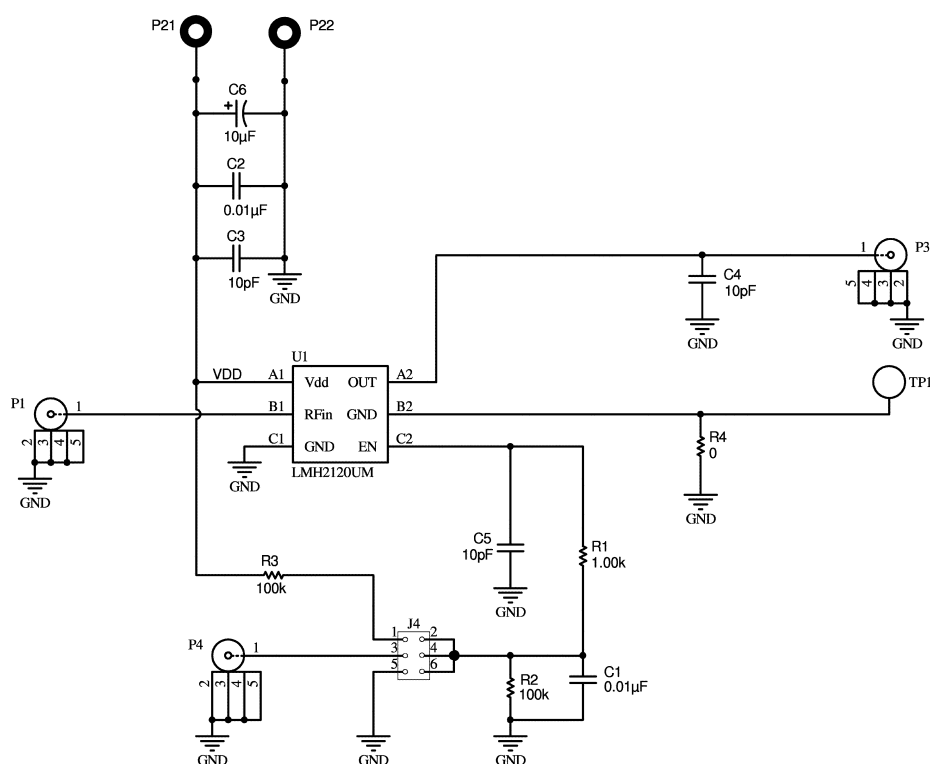 P21
P22
C6
+
10µF
C2
0.01µF
C3
10pF
GND
1
P3
C4
10pF
5 4 3 2
GND
GND
U1
VDD
A1
Vdd
OUT
A2
TP1
P1
1
B1
RFin
GND
B2
2 3 4 5
R4
0
C1
GND
EN
C2
GND
LMH2120UM
GND
GND
C5
10pF
R1
1.00k
R3
100k
GND
J4
1
2
P4
1
3
4
5
6
2 3 4 5
R2
100k
C1
0.01µF
GND
GND
GND